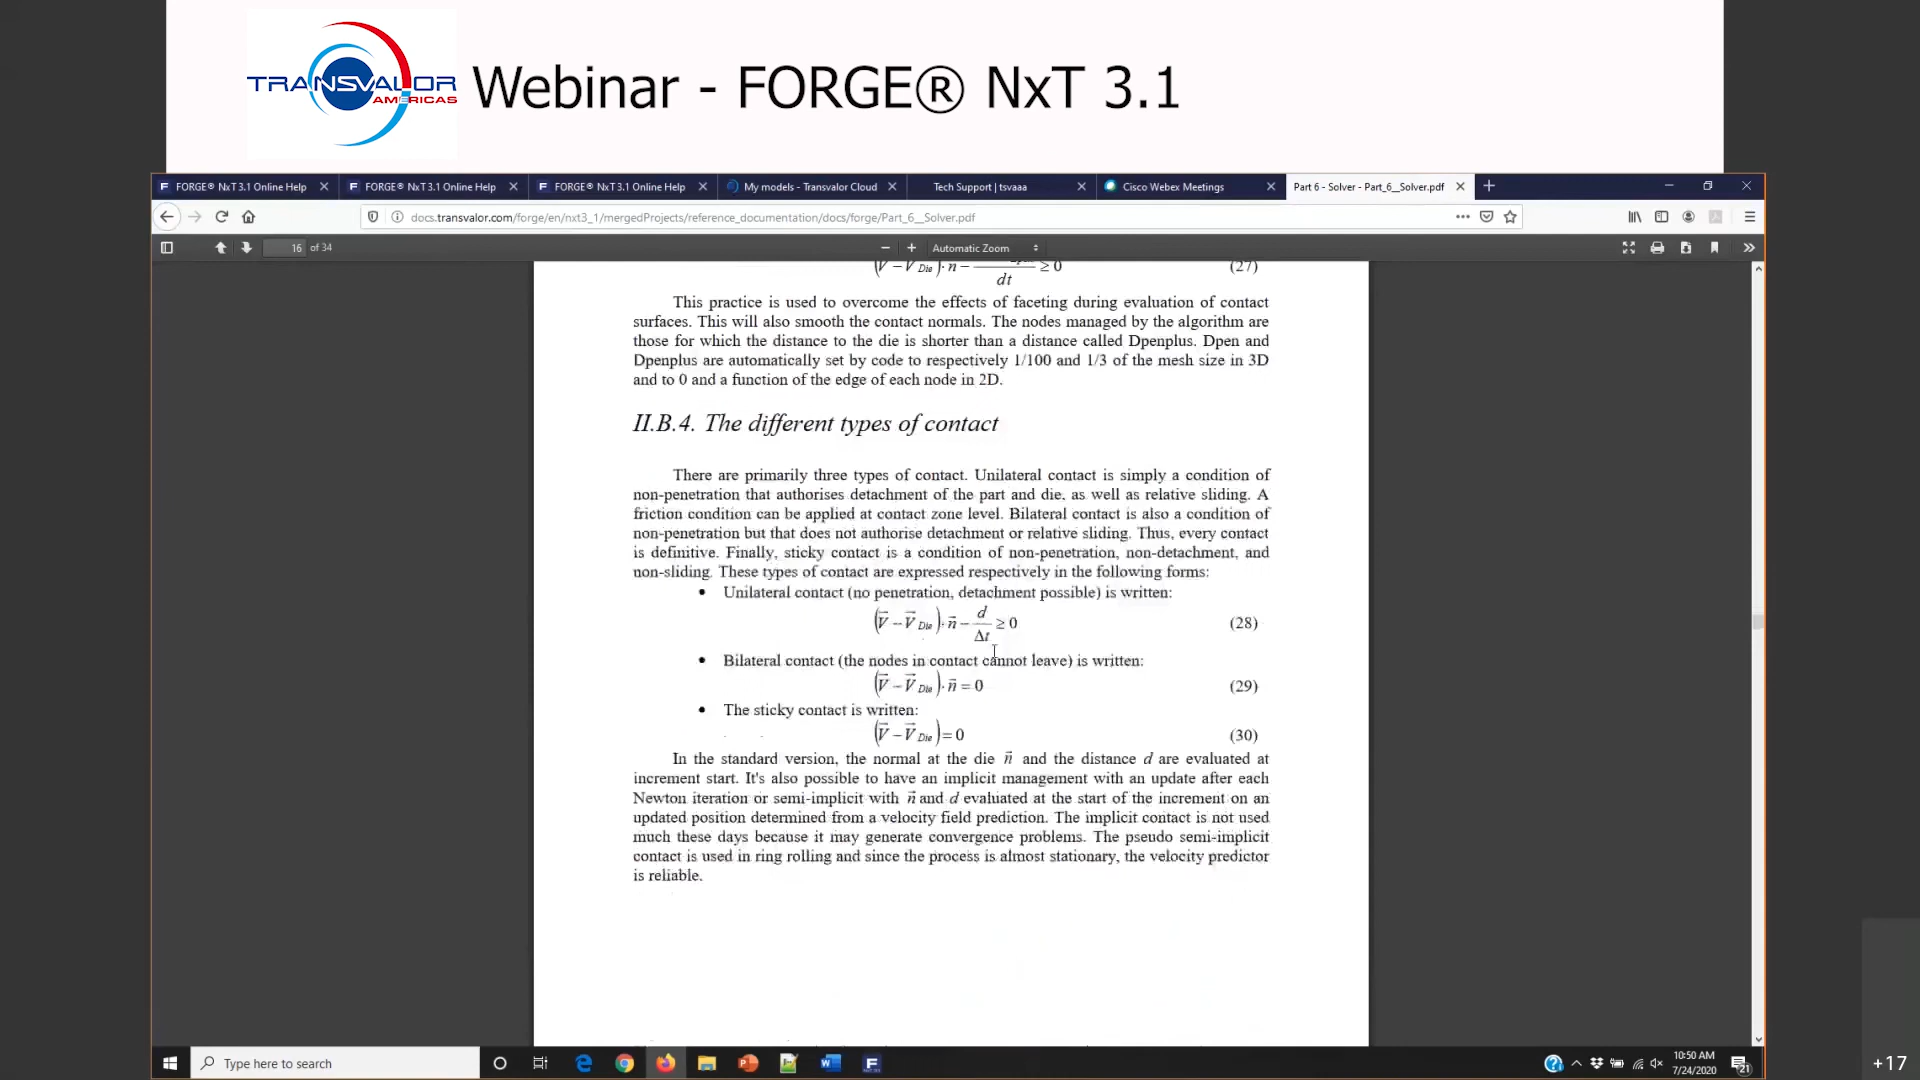 TRANSVALOR
AMERICAS
Webinar - FORGE® NxT 3.1
FORGE® NxT 3.1 Online Help
FORGE® NxT 3.1 Online Help
FORGE® NxT 3.1 Online Help
My models - Transvalor Cloud
Tech Support | tsvaaa
Cisco Webex Meetings
Part 6 - Solver - Part_6__Solver.pdf
docs.transvalor.com/forge/en/nxt3_1/mergedProjects/reference_documentation/docs/forge/Part_6__Solver.pdf
16 of 34
Automatic Zoom
dt
≥ 0 (27)
This practice is used to overcome the effects of faceting during evaluation of contact
surfaces. This will also smooth the contact normals. The nodes managed by the algorithm are
those for which the distance to the die is shorter than a distance called Dpenplus. Dpen and
Dpenplus are automatically set by code to respectively 1/100 and 1/3 of the mesh size in 3D
and to 0 and a function of the edge of each node in 2D.
II.B.4. The different types of contact
There are primarily three types of contact. Unilateral contact is simply a condition of
non-penetration that authorises detachment of the part and die, as well as relative sliding. A
friction condition can be applied at contact zone level. Bilateral contact is also a condition of
non-penetration but that does not authorise detachment or relative sliding. Thus, every contact
is definitive. Finally, sticky contact is a condition of non-penetration, non-detachment, and
non-sliding. These types of contact are expressed respectively in the following forms:
• Unilateral contact (no penetration, detachment possible) is written:
(V⃗ − V⃗ Die) · n⃗ − d/Δt ≥ 0 (28)
• Bilateral contact (the nodes in contact cannot leave) is written:
(V⃗ − V⃗ Die) · n⃗ = 0 (29)
• The sticky contact is written:
(V⃗ − V⃗ Die) = 0 (30)
In the standard version, the normal at the die n⃗ and the distance d are evaluated at
increment start. It's also possible to have an implicit management with an update after each
Newton iteration or semi-implicit with n⃗ and d evaluated at the start of the increment on an
updated position determined from a velocity field prediction. The implicit contact is not used
much these days because it may generate convergence problems. The pseudo semi-implicit
contact is used in ring rolling and since the process is almost stationary, the velocity predictor
is reliable.
Type here to search
10:50 AM
7/24/2020
21
+17